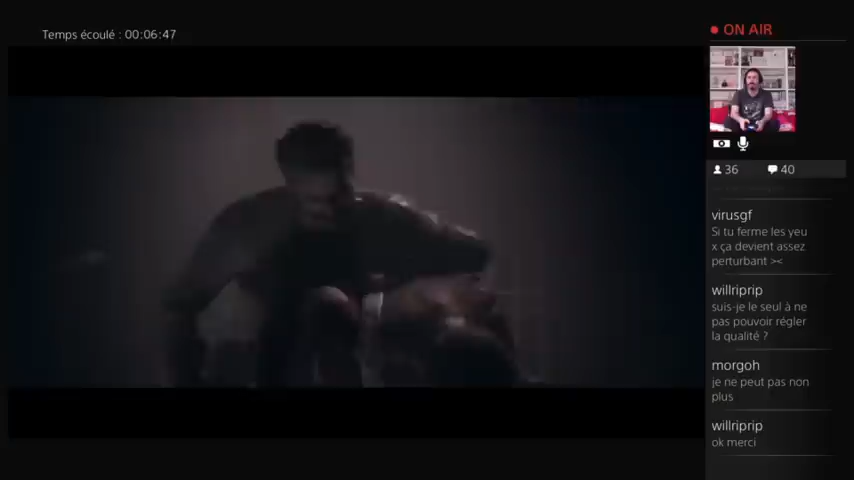 Temps écoulé : 00:06:47
ON AIR
36 40
virusgf
Si tu ferme les yeu
x ça devient assez
perturbant ><
willriprip
suis-je le seul à ne
pas pouvoir régler
la qualité ?
morgoh
je ne peut pas non
plus
willriprip
ok merci